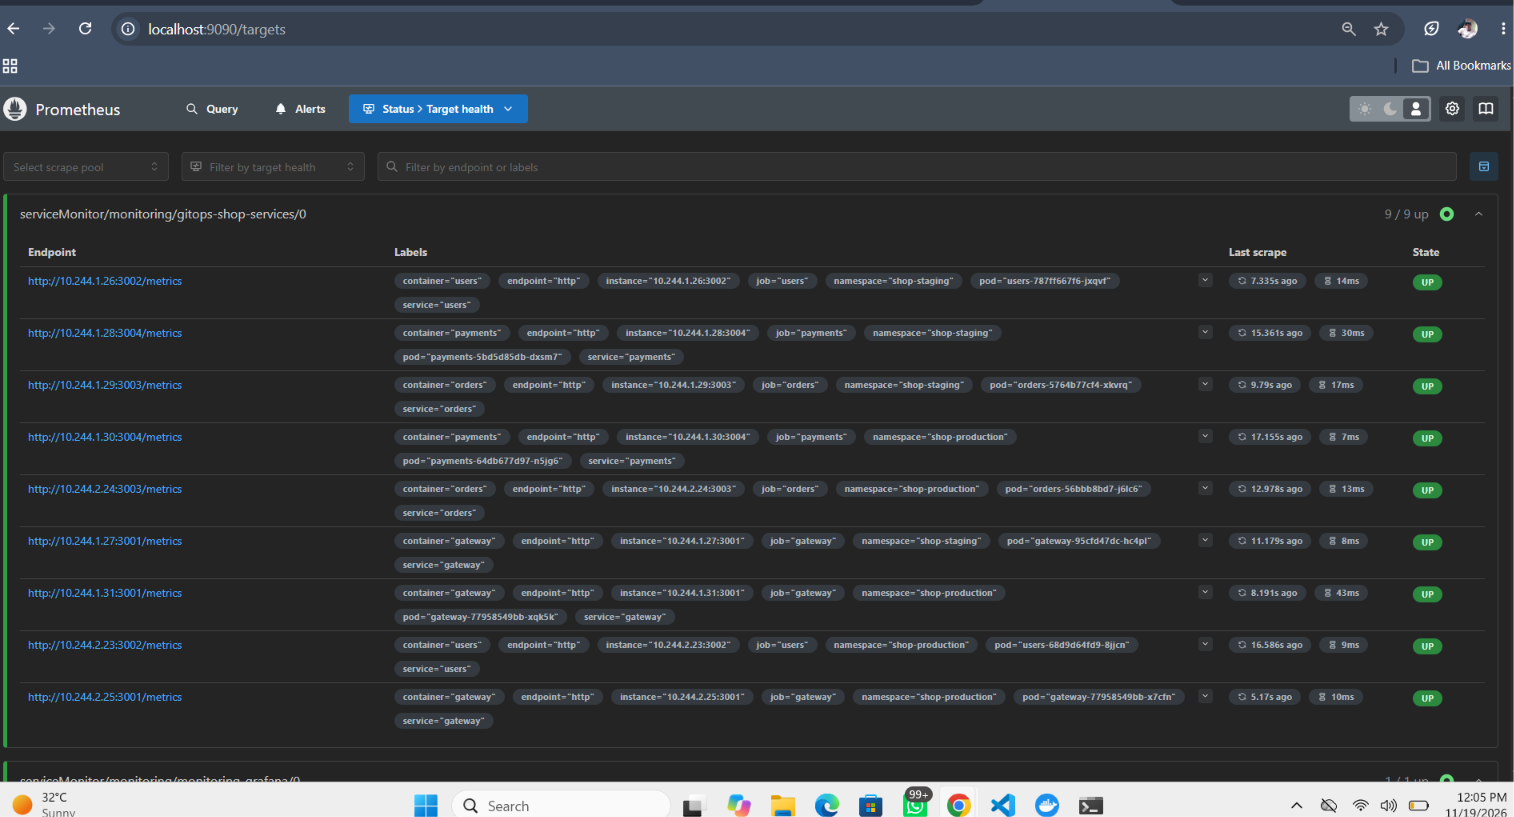 localhost:9090/targets
All Bookmarks
Prometheus Query Alerts Status > Target health
Select scrape pool Filter by target health Filter by endpoint or labels
serviceMonitor/monitoring/gitops-shop-services/0 9 / 9 up
Endpoint Labels Last scrape State
http://10.244.1.26:3002/metrics container="users" endpoint="http" instance="10.244.1.26:3002" job="users" namespace="shop-staging" pod="users-787ff667f6-jxqvf" 7.335s ago 14ms UP
service="users"
http://10.244.1.28:3004/metrics container="payments" endpoint="http" instance="10.244.1.28:3004" job="payments" namespace="shop-staging" 15.361s ago 30ms UP
pod="payments-5bd5d85db-dxsm7" service="payments"
http://10.244.1.29:3003/metrics container="orders" endpoint="http" instance="10.244.1.29:3003" job="orders" namespace="shop-staging" pod="orders-5764b77cf4-xkvrq" 9.79s ago 17ms UP
service="orders"
http://10.244.1.30:3004/metrics container="payments" endpoint="http" instance="10.244.1.30:3004" job="payments" namespace="shop-production" 17.155s ago 7ms UP
pod="payments-64db677d97-n5jg6" service="payments"
http://10.244.2.24:3003/metrics container="orders" endpoint="http" instance="10.244.2.24:3003" job="orders" namespace="shop-production" pod="orders-56bbb8bd7-j6lc6" 12.978s ago 13ms UP
service="orders"
http://10.244.1.27:3001/metrics container="gateway" endpoint="http" instance="10.244.1.27:3001" job="gateway" namespace="shop-staging" pod="gateway-95cfd47dc-hc4pl" 11.179s ago 8ms UP
service="gateway"
http://10.244.1.31:3001/metrics container="gateway" endpoint="http" instance="10.244.1.31:3001" job="gateway" namespace="shop-production" 8.191s ago 43ms UP
pod="gateway-77958549bb-xqk5k" service="gateway"
http://10.244.2.23:3002/metrics container="users" endpoint="http" instance="10.244.2.23:3002" job="users" namespace="shop-production" pod="users-68d9d64fd9-8jjcn" 16.586s ago 9ms UP
service="users"
http://10.244.2.25:3001/metrics container="gateway" endpoint="http" instance="10.244.2.25:3001" job="gateway" namespace="shop-production" pod="gateway-77958549bb-x7cfn" 5.17s ago 10ms UP
service="gateway"
serviceMonitor/monitoring/monitoring-grafana/0 1 / 1 up
32°C
Sunny
Search
99+
12:05 PM
11/19/2026